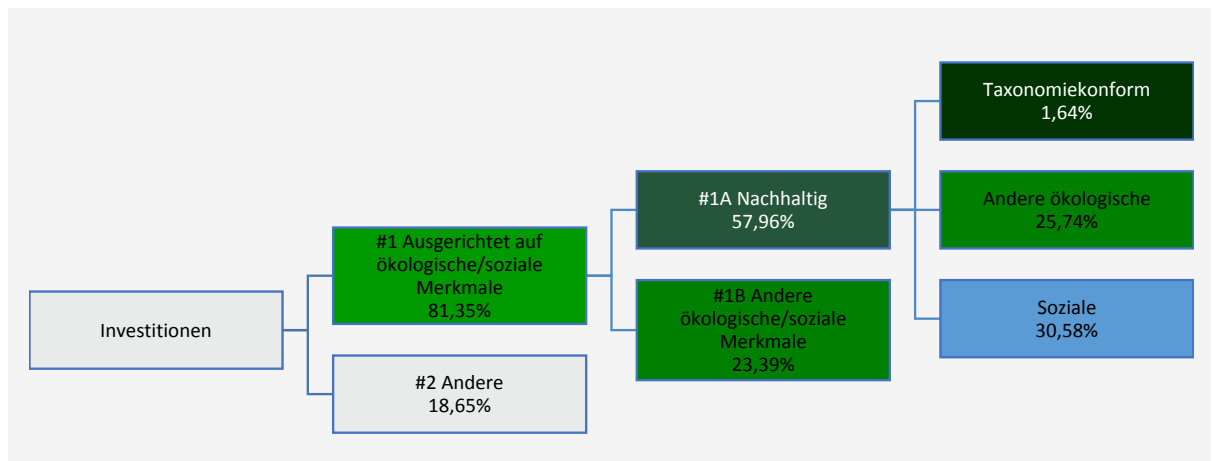 Investitionen
#1 Ausgerichtet auf
ökologische/soziale
Merkmale
81,35%
#2 Andere
18,65%
#1A Nachhaltig
57,96%
#1B Andere
ökologische/soziale
Merkmale
23,39%
Taxonomiekonform
1,64%
Andere ökologische
25,74%
Soziale
30,58%